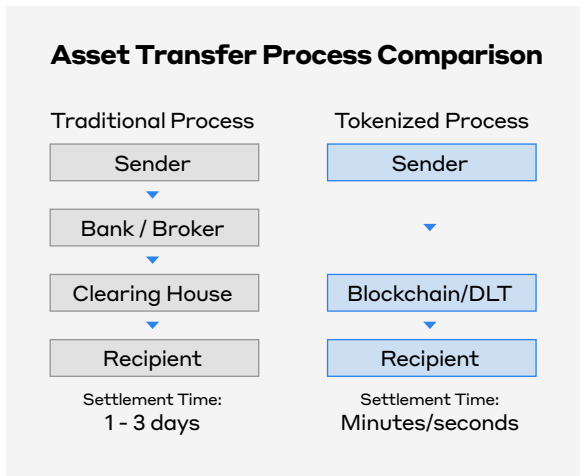 Asset Transfer Process Comparison
Traditional Process
Sender
Bank / Broker
Clearing House
Recipient
Settlement Time:
1 - 3 days
Tokenized Process
Sender
Blockchain/DLT
Recipient
Settlement Time:
Minutes/seconds